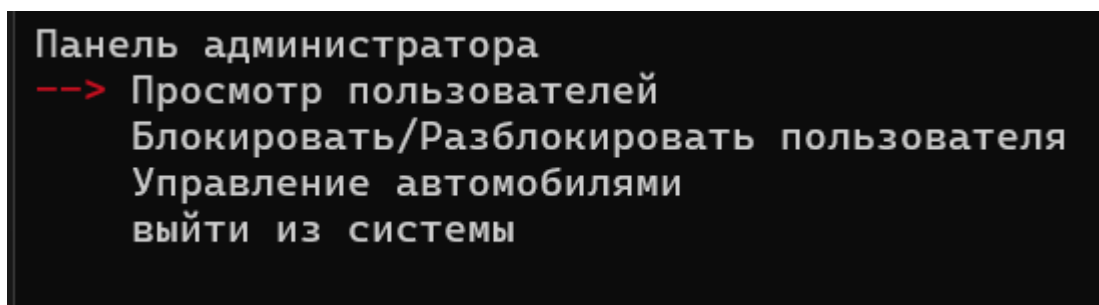 Панель администратора
--> Просмотр пользователей
Блокировать/Разблокировать пользователя
Управление автомобилями
выйти из системы